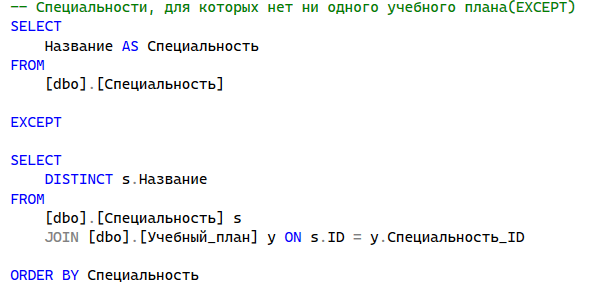 -- Специальности, для которых нет ни одного учебного плана(EXCEPT)
SELECT
    Название AS Специальность
FROM
    [dbo].[Специальность]
EXCEPT
SELECT
    DISTINCT s.Название
FROM
    [dbo].[Специальность] s
    JOIN [dbo].[Учебный_план] y ON s.ID = y.Специальность_ID
ORDER BY Специальность